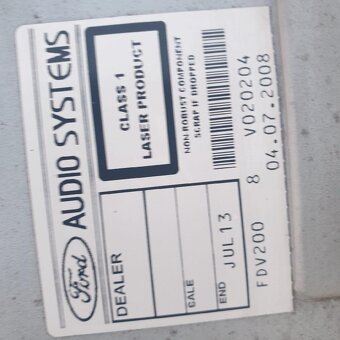 Ford AUDIO SYSTEMS
CLASS 1
LASER PRODUCT
NON ROBUST COMPONENT
SCRAP IF DROPPED
V020204
8
04.07.2008
DEALER
CALE
END JUL13
FDV200